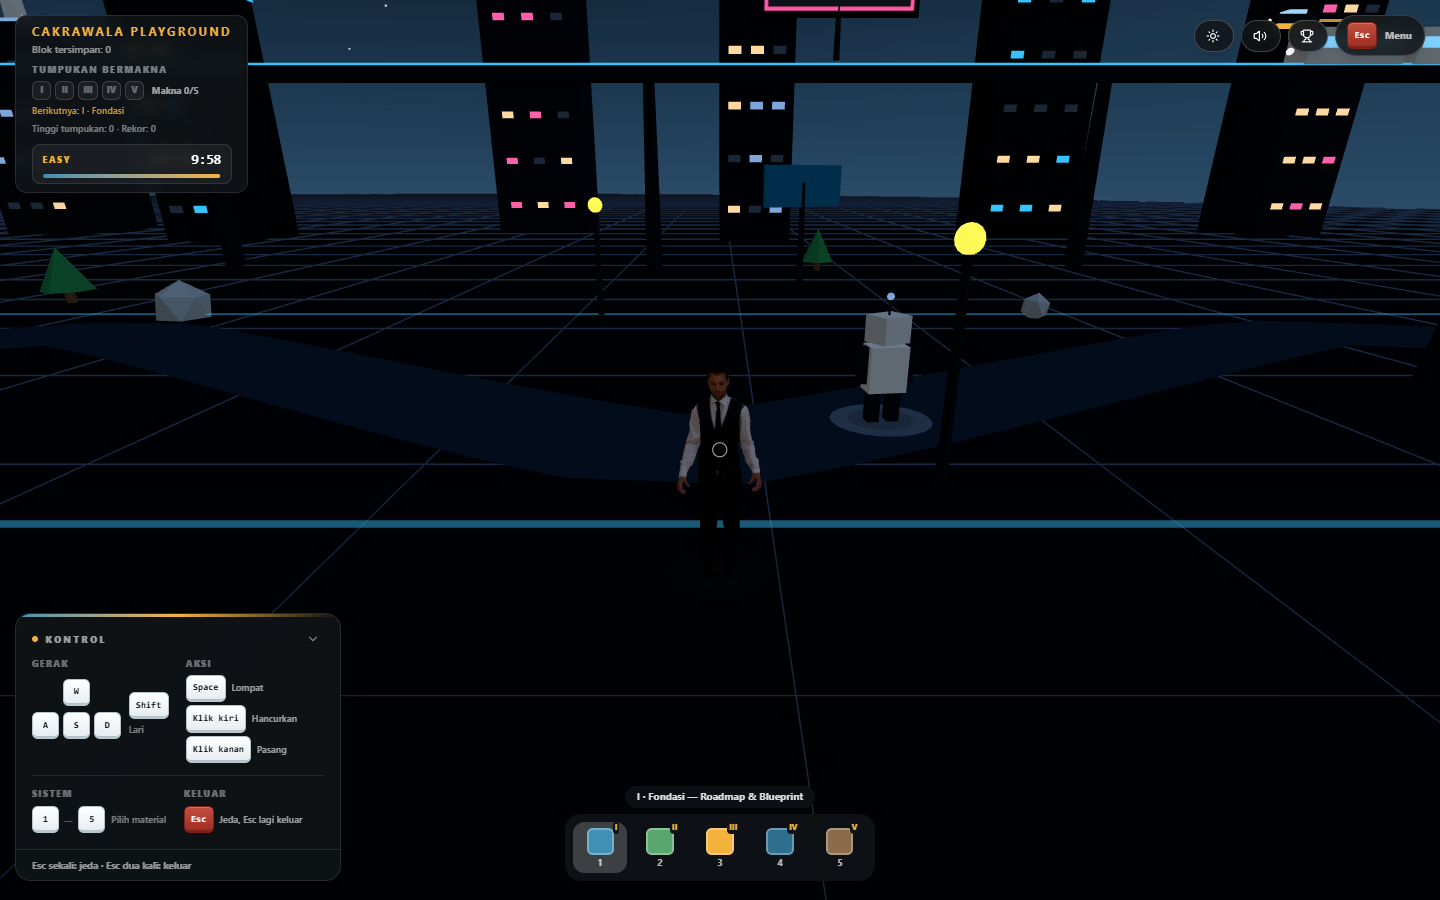 CAKRAWALA PLAYGROUND
Blok tersimpan: 0
TUMPUKAN BERMAKNA
I II III IV V Makna 0/5
Berikutnya: I · Fondasi
Tinggi tumpukan: 0 · Rekor: 0
EASY 9:58
Esc Menu
KONTROL
GERAK AKSI
W
A S D
Shift
Lari
Space Lompat
Klik kiri Hancurkan
Klik kanan Pasang
SISTEM KELUAR
1 — 5 Pilih material
Esc Jeda, Esc lagi keluar
Esc sekali: jeda · Esc dua kali: keluar
I · Fondasi — Roadmap & Blueprint
I II III IV V
1 2 3 4 5